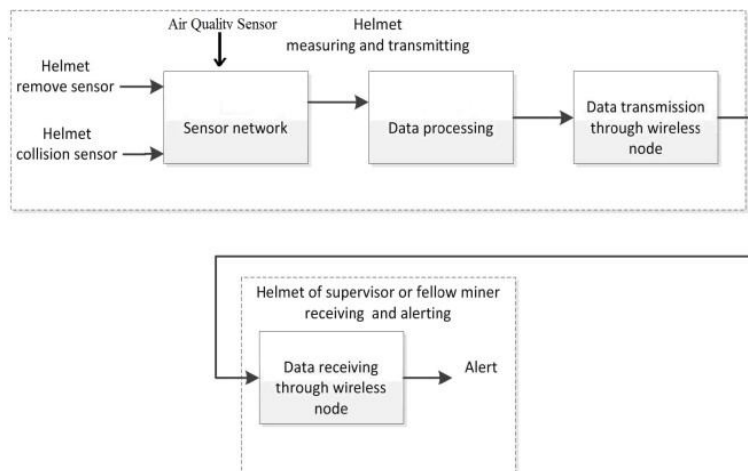 Air Quality Sensor
Helmet
measuring and transmitting
Helmet
remove sensor
Helmet
collision sensor
Sensor network
Data processing
Data transmission
through wireless
node
Helmet of supervisor or fellow miner
receiving and alerting
Data receiving
through wireless
node
Alert